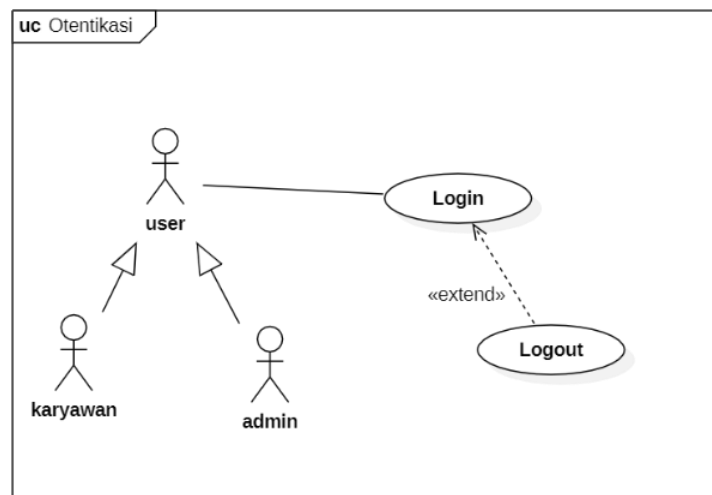 uc Otentikasi
user
Login
«extend»
Logout
karyawan
admin